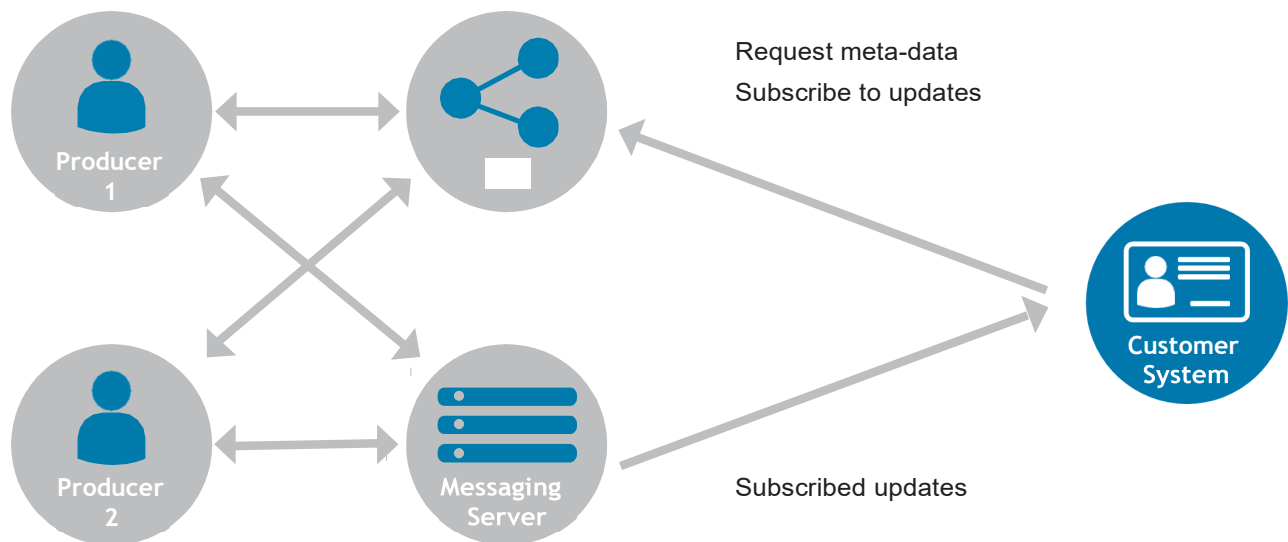 Request meta-data
Subscribe to updates
Producer
1
Customer
System
Producer
2
Messaging
Server
Subscribed updates